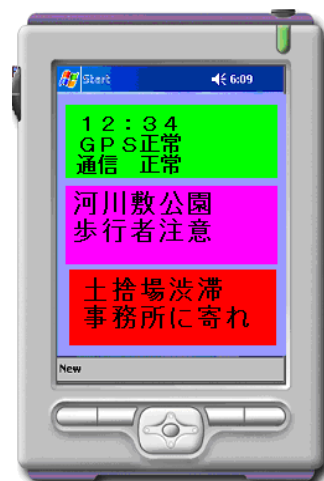 Start 6:09
12:34
GPS正常
通信 正常
河川敷公園
歩行者注意
土捨場渋滞
事務所に寄れ
New